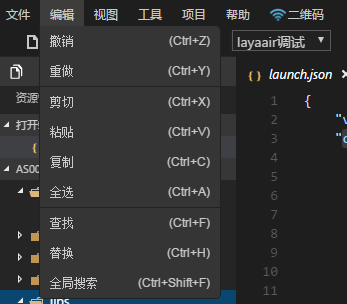 文件 编辑 视图 工具 项目 帮助 二维码
撤销 (Ctrl+Z)
layaair调试
重做 (Ctrl+Y)
launch.json
资源
剪切 (Ctrl+X)
1 {
打开
粘贴 (Ctrl+V)
2 "v
{
复制 (Ctrl+C)
3 "c
4
AS00
全选 (Ctrl+A)
5
6
查找 (Ctrl+F)
7
8
替换 (Ctrl+H)
9
10
全局搜索 (Ctrl+Shift+F)
11
libs